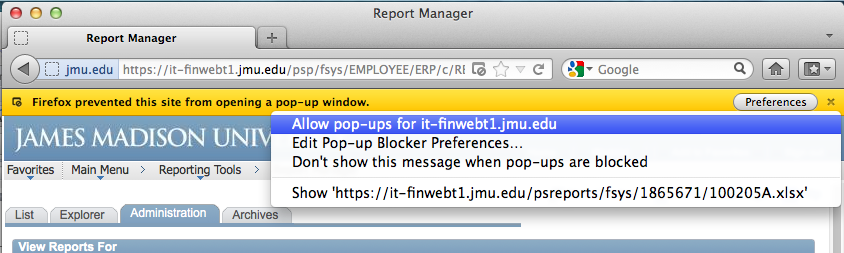 Report Manager
Report Manager
jmu.edu https://it-finwebt1.jmu.edu/psp/fsys/EMPLOYEE/ERP/c/RE Google
Firefox prevented this site from opening a pop-up window. Preferences
Allow pop-ups for it-finwebt1.jmu.edu
Edit Pop-up Blocker Preferences...
Don't show this message when pop-ups are blocked
Show 'https://it-finwebt1.jmu.edu/psreports/fsys/1865671/100205A.xlsx'
JAMES MADISON UNIV
Favorites Main Menu Reporting Tools
List Explorer Administration Archives
View Reports For